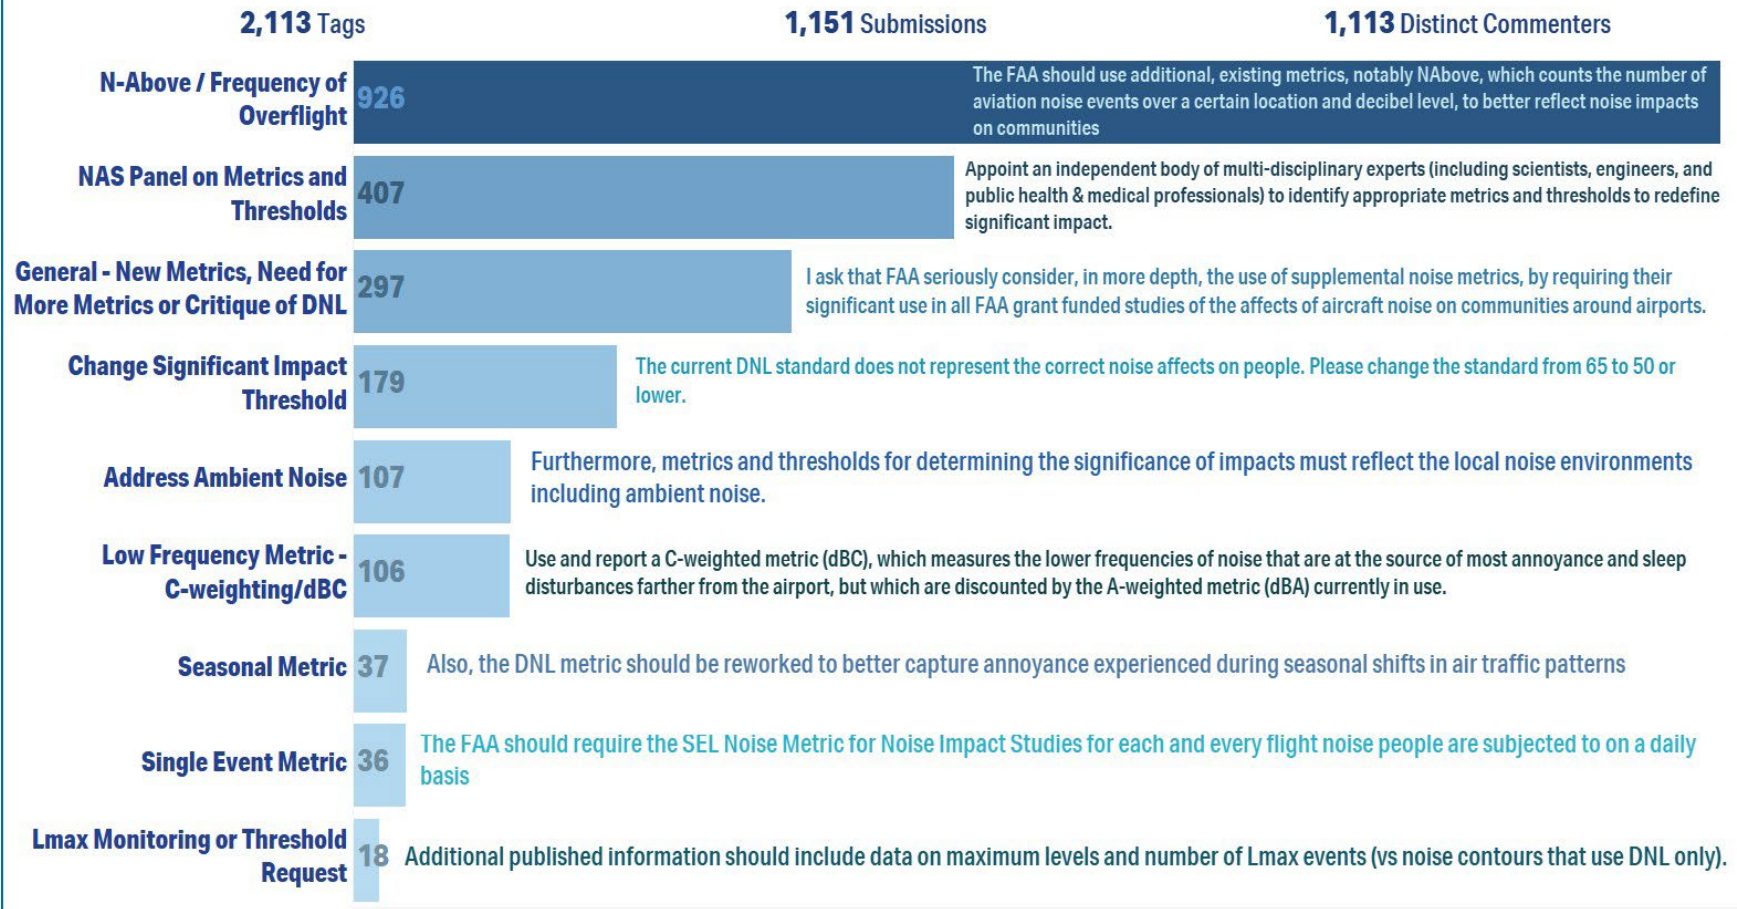 2,113 Tags
1,151 Submissions
1,113 Distinct Commenters
N-Above / Frequency of
Overflight
926
The FAA should use additional, existing metrics, notably NAbove, which counts the number of
aviation noise events over a certain location and decibel level, to better reflect noise impacts
on communities
NAS Panel on Metrics and
Thresholds
407
Appoint an independent body of multi-disciplinary experts (including scientists, engineers, and
public health & medical professionals) to identify appropriate metrics and thresholds to redefine
significant impact.
General - New Metrics, Need for
More Metrics or Critique of DNL
297
I ask that FAA seriously consider, in more depth, the use of supplemental noise metrics, by requiring their
significant use in all FAA grant funded studies of the affects of aircraft noise on communities around airports.
Change Significant Impact
Threshold
179
The current DNL standard does not represent the correct noise affects on people. Please change the standard from 65 to 50 or
lower.
Address Ambient Noise
107
Furthermore, metrics and thresholds for determining the significance of impacts must reflect the local noise environments
including ambient noise.
Low Frequency Metric -
C-weighting/dBC
106
Use and report a C-weighted metric (dBC), which measures the lower frequencies of noise that are at the source of most annoyance and sleep
disturbances farther from the airport, but which are discounted by the A-weighted metric (dBA) currently in use.
Seasonal Metric
37
Also, the DNL metric should be reworked to better capture annoyance experienced during seasonal shifts in air traffic patterns
Single Event Metric
36
The FAA should require the SEL Noise Metric for Noise Impact Studies for each and every flight noise people are subjected to on a daily
basis
Lmax Monitoring or Threshold
Request
18
Additional published information should include data on maximum levels and number of Lmax events (vs noise contours that use DNL only).